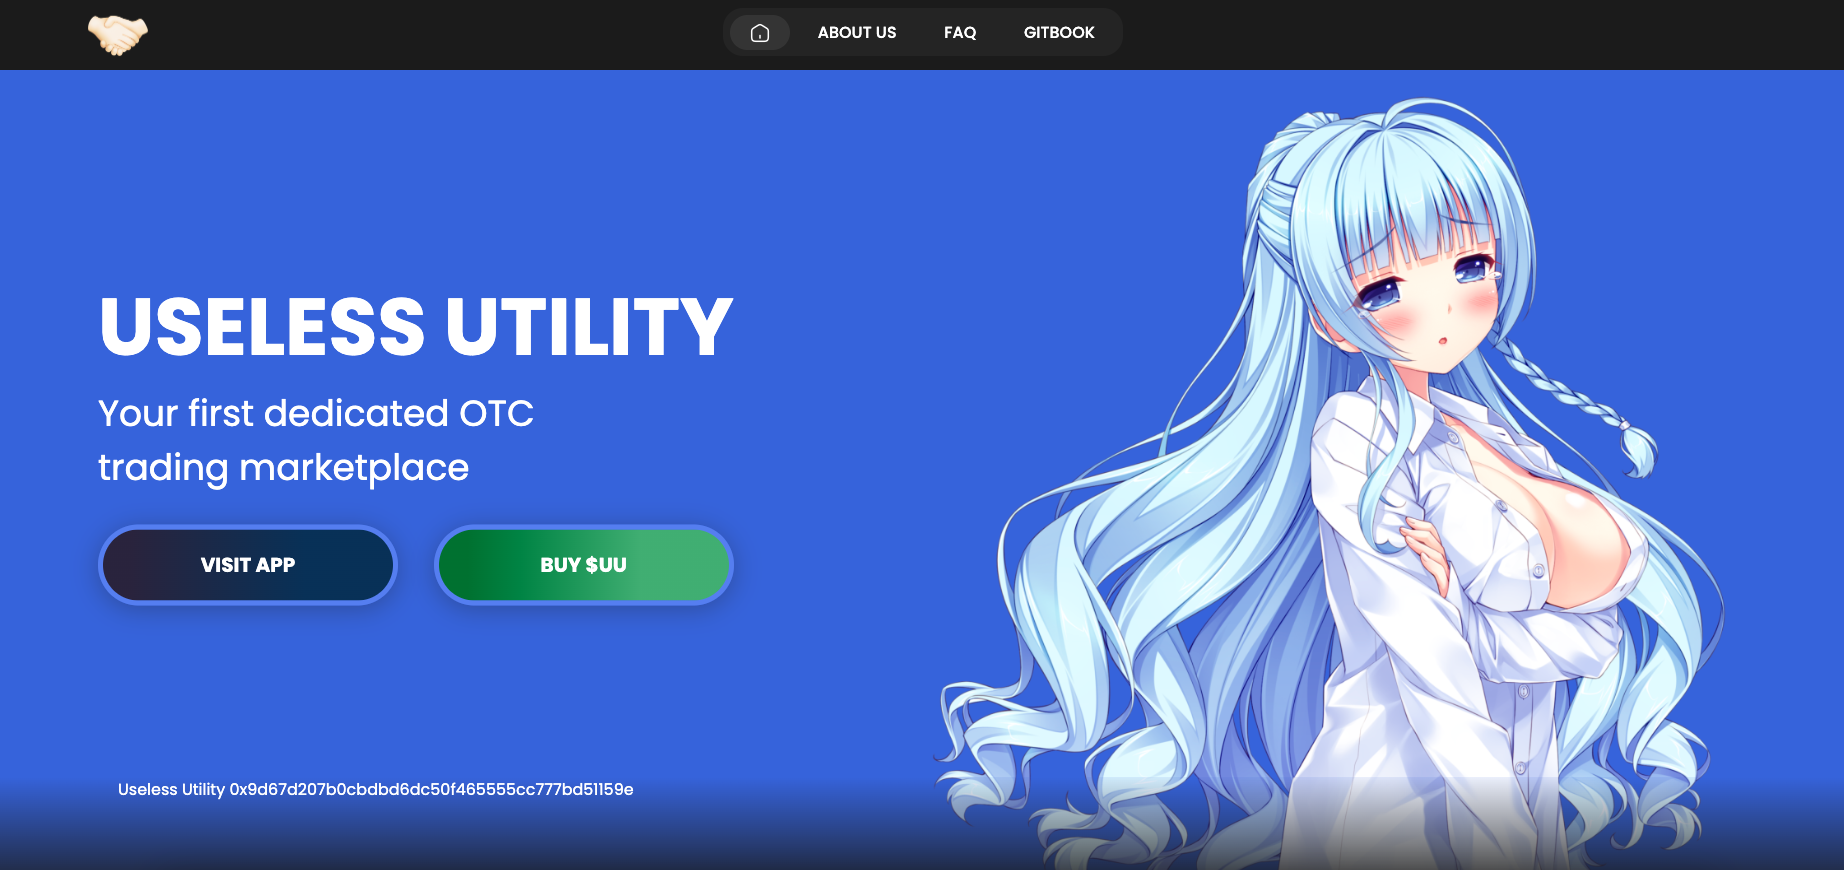 ABOUT US
FAQ
GITBOOK
USELESS UTILITY
Your first dedicated OTC
trading marketplace
VISIT APP
BUY $UU
Useless Utility 0x9d67d207b0cbdbd6dc50f465555cc777bd51159e